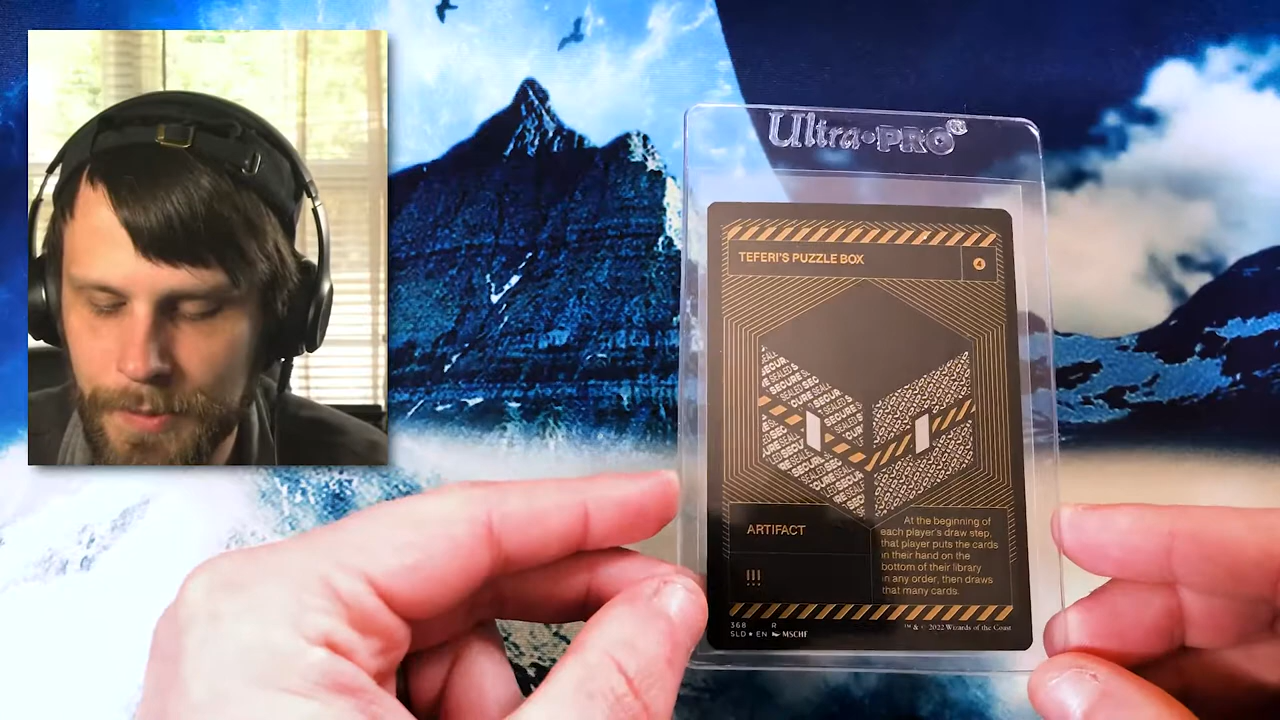 Ultra•PRO®
TEFERI'S PUZZLE BOX
4
ARTIFACT
!!!
At the beginning of
each player's draw step,
that player puts the cards
in their hand on the
bottom of their library
in any order, then draws
that many cards.
368 R
SLD • EN MSCHF
™ & © 2022 Wizards of the Coast